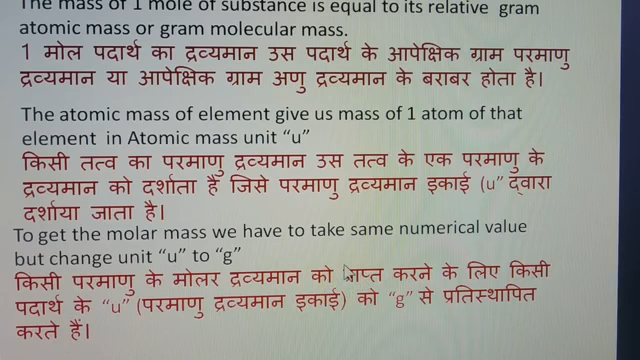 The mass of 1 mole of substance is equal to its relative gram
atomic mass or gram molecular mass.
1 मोल पदार्थ का द्रव्यमान उस पदार्थ के आपेक्षिक ग्राम परमाणु
द्रव्यमान या आपेक्षिक ग्राम अणु द्रव्यमान के बराबर होता है।
The atomic mass of element give us mass of 1 atom of that
element in Atomic mass unit “u”
किसी तत्व का परमाणु द्रव्यमान उस तत्व के एक परमाणु के
द्रव्यमान को दर्शाता है जिसे परमाणु द्रव्यमान इकाई (u” द्वारा
दर्शाया जाता है।
To get the molar mass we have to take same numerical value
but change unit “u” to “g”
किसी परमाणु के मोलर द्रव्यमान को प्राप्त करने के लिए किसी
पदार्थ के “u” (परमाणु द्रव्यमान इकाई) को “g” से प्रतिस्थापित
करते हैं।